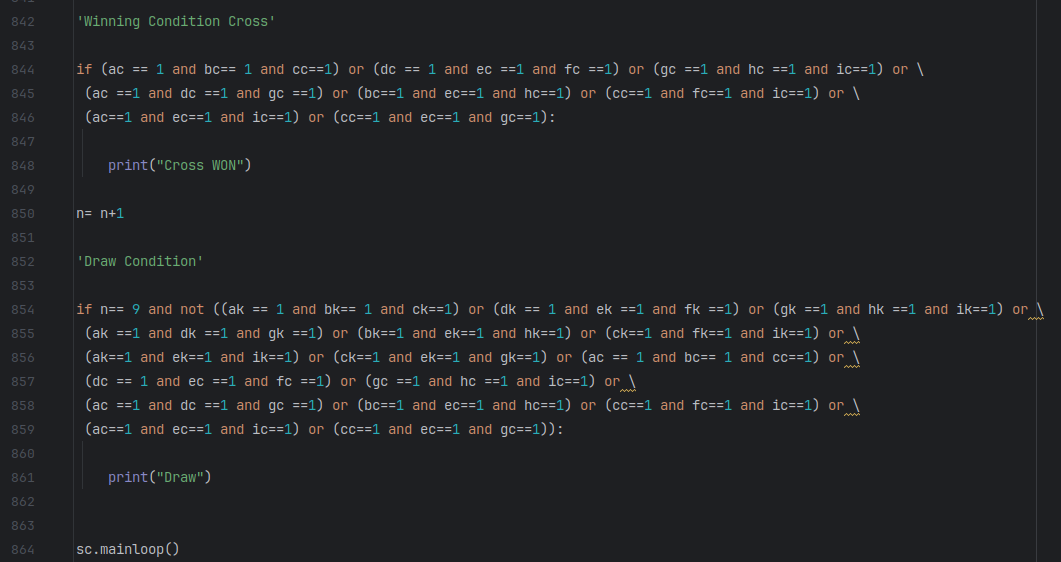 842 'Winning Condition Cross'
843
844 if (ac == 1 and bc== 1 and cc==1) or (dc == 1 and ec ==1 and fc ==1) or (gc ==1 and hc ==1 and ic==1) or \
845 (ac ==1 and dc ==1 and gc ==1) or (bc==1 and ec==1 and hc==1) or (cc==1 and fc==1 and ic==1) or \
846 (ac==1 and ec==1 and ic==1) or (cc==1 and ec==1 and gc==1):
847
848 print("Cross WON")
849
850 n= n+1
851
852 'Draw Condition'
853
854 if n== 9 and not ((ak == 1 and bk== 1 and ck==1) or (dk == 1 and ek ==1 and fk ==1) or (gk ==1 and hk ==1 and ik==1) or \
855 (ak ==1 and dk ==1 and gk ==1) or (bk==1 and ek==1 and hk==1) or (ck==1 and fk==1 and ik==1) or \
856 (ak==1 and ek==1 and ik==1) or (ck==1 and ek==1 and gk==1) or (ac == 1 and bc== 1 and cc==1) or \
857 (dc == 1 and ec ==1 and fc ==1) or (gc ==1 and hc ==1 and ic==1) or \
858 (ac ==1 and dc ==1 and gc ==1) or (bc==1 and ec==1 and hc==1) or (cc==1 and fc==1 and ic==1) or \
859 (ac==1 and ec==1 and ic==1) or (cc==1 and ec==1 and gc==1)):
860
861 print("Draw")
862
863
864 sc.mainloop()